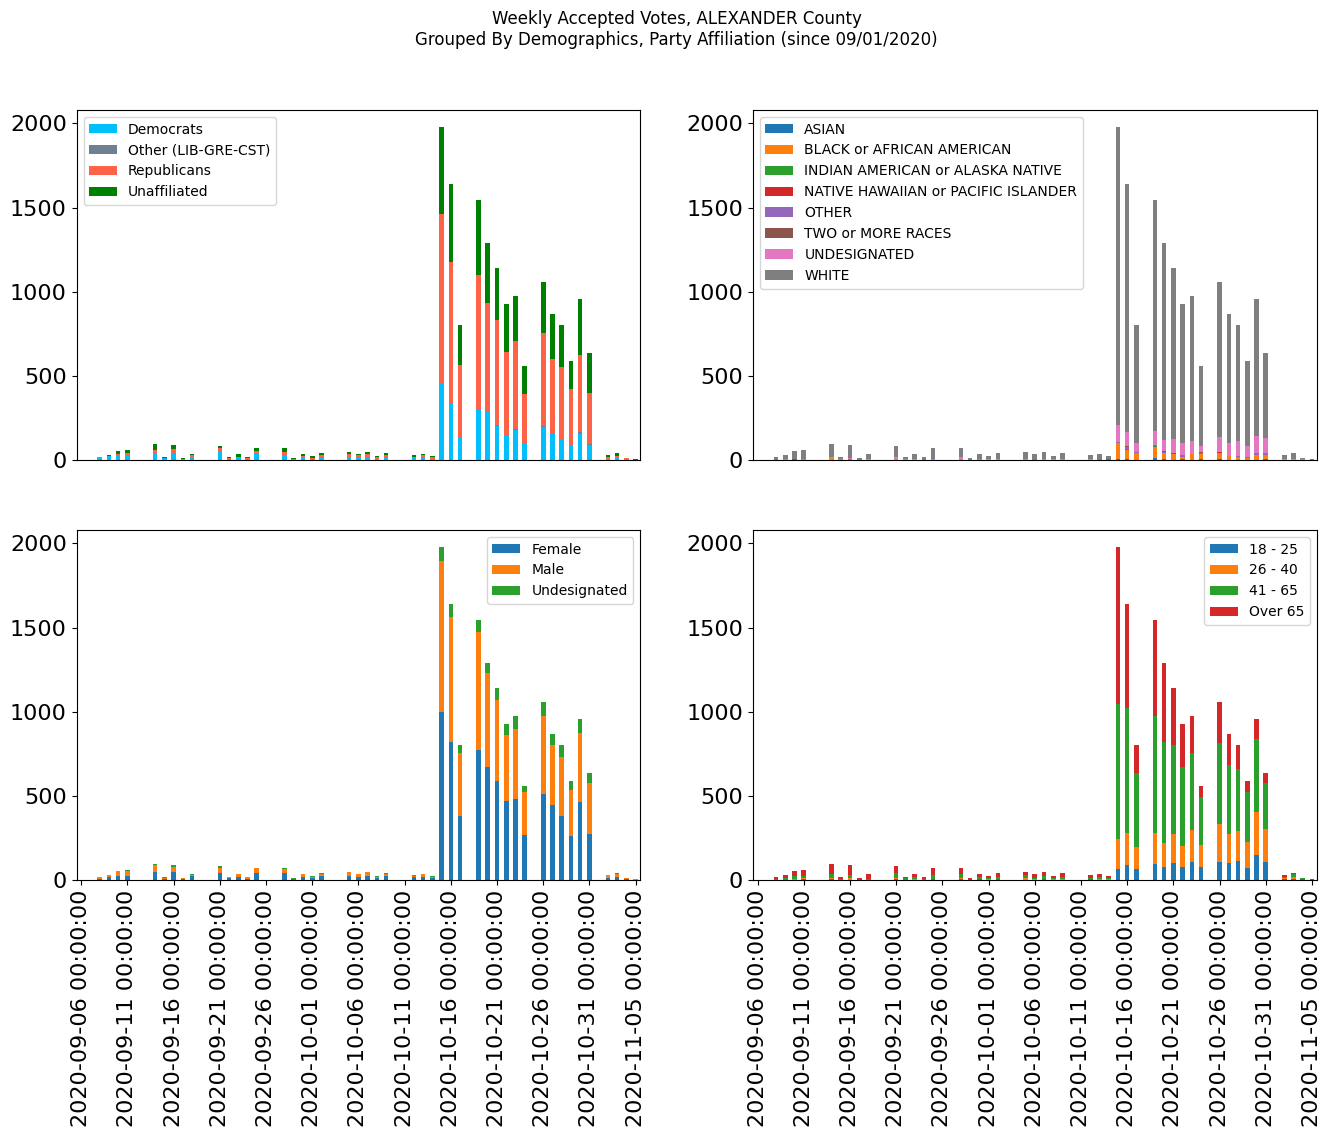 Weekly Accepted Votes, ALEXANDER County
Grouped By Demographics, Party Affiliation (since 09/01/2020)
2000
1500
1000
500
0
Democrats
Other (LIB-GRE-CST)
Republicans
Unaffiliated
ASIAN
BLACK or AFRICAN AMERICAN
INDIAN AMERICAN or ALASKA NATIVE
NATIVE HAWAIIAN or PACIFIC ISLANDER
OTHER
TWO or MORE RACES
UNDESIGNATED
WHITE
2000
1500
1000
500
0
2000
1500
1000
500
0
Female
Male
Undesignated
2020-09-06 00:00:00
2020-09-11 00:00:00
2020-09-16 00:00:00
2020-09-21 00:00:00
2020-09-26 00:00:00
2020-10-01 00:00:00
2020-10-06 00:00:00
2020-10-11 00:00:00
2020-10-16 00:00:00
2020-10-21 00:00:00
2020-10-26 00:00:00
2020-10-31 00:00:00
2020-11-05 00:00:00
2000
1500
1000
500
0
18 - 25
26 - 40
41 - 65
Over 65
2020-09-06 00:00:00
2020-09-11 00:00:00
2020-09-16 00:00:00
2020-09-21 00:00:00
2020-09-26 00:00:00
2020-10-01 00:00:00
2020-10-06 00:00:00
2020-10-11 00:00:00
2020-10-16 00:00:00
2020-10-21 00:00:00
2020-10-26 00:00:00
2020-10-31 00:00:00
2020-11-05 00:00:00